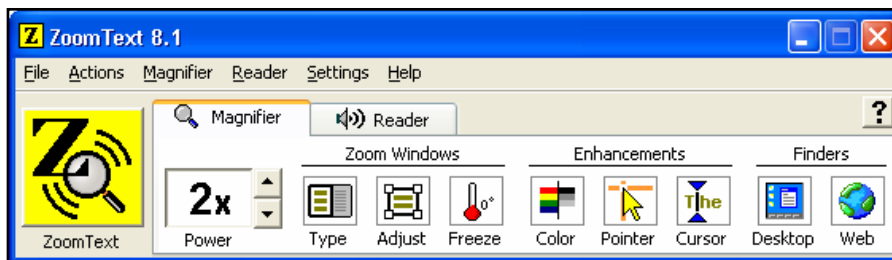 ZoomText 8.1
File Actions Magnifier Reader Settings Help
Magnifier Reader ?
Zoom Windows Enhancements Finders
Z 2x 0° The
ZoomText Power Type Adjust Freeze Color Pointer Cursor Desktop Web